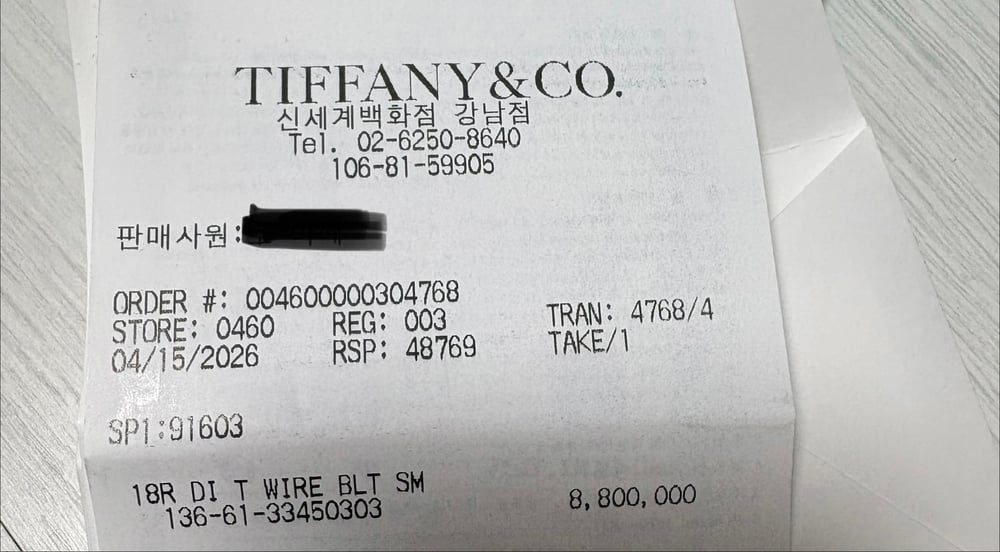 TIFFANY&CO.
신세계백화점 강남점
Tel. 02-6250-8640
106-81-59905
판매사원:
ORDER #: 004600000304768
STORE: 0460 REG: 003 TRAN: 4768/4
04/15/2026 RSP: 48769 TAKE/1
SP1:91603
18R DI T WIRE BLT SM 8,800,000
136-61-33450303